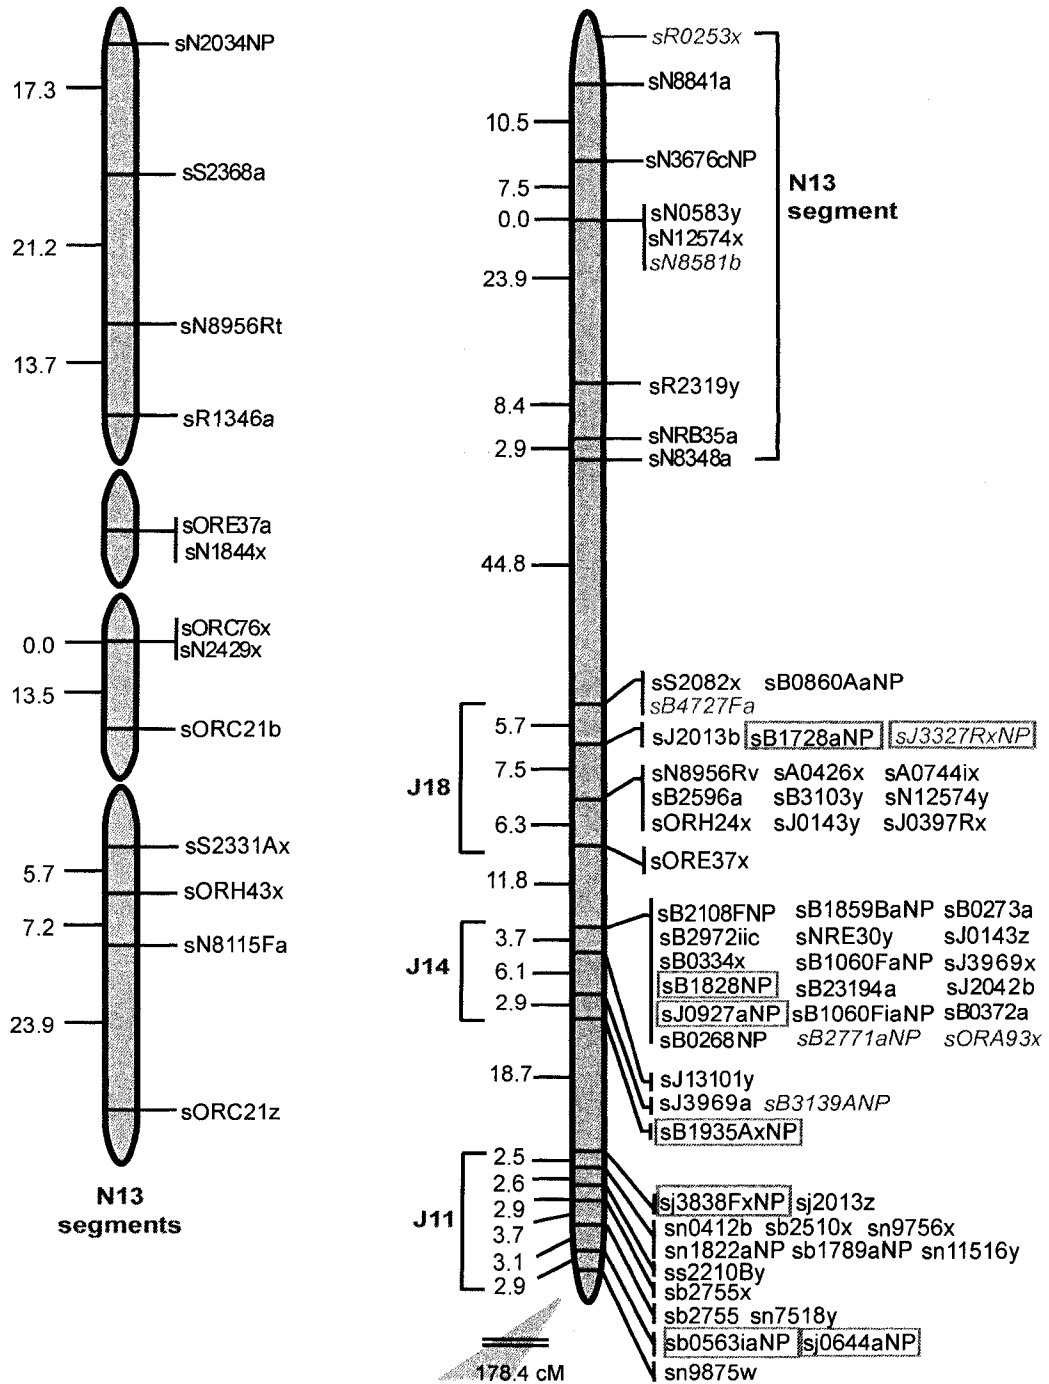 sN2034NP
17.3
sS2368a
21.2
sN8956Rt
13.7
sR1346a
sORE37a
sN1844x
sORC76x
0.0
sN2429x
13.5
sORC21b
sS2331Ax
5.7
sORH43x
7.2
sN8115Fa
23.9
sORC21z
N13
segments
sR0253x
sN8841a
10.5
sN3676cNP
7.5
N13
segment
0.0
sN0583y
sN12574x
sN8581b
23.9
sR2319y
8.4
sNRB35a
2.9
sN8348a
44.8
sS2082x sB0860AaNP
sB4727Fa
5.7
sJ2013b sB1728aNP sJ3327RxNP
7.5
J18
sN8956Rv sA0426x sA0744ix
sB2596a sB3103y sN12574y
6.3
sORH24x sJ0143y sJ0397Rx
sORE37x
11.8
sB2108FNP sB1859BaNP sB0273a
3.7
sB2972iic sNRE30y sJ0143z
J14
sB0334x sB1060FaNP sJ3969x
6.1
sB1828NP sB23194a sJ2042b
2.9
sJ0927aNP sB1060FiaNP sB0372a
sB0268NP sB2771aNP sORA93x
18.7
sJ13101y
sJ3969a sB3139ANP
sB1935AxNP
2.5
2.6
sj3838FxNP sj2013z
J11
2.9
sn0412b sb2510x sn9756x
3.7
sn1822aNP sb1789aNP sn11516y
3.1
ss2210By
2.9
sb2755x
sb2755 sn7518y
sb0563iaNP sj0644aNP
178.4 cM
sn9875w